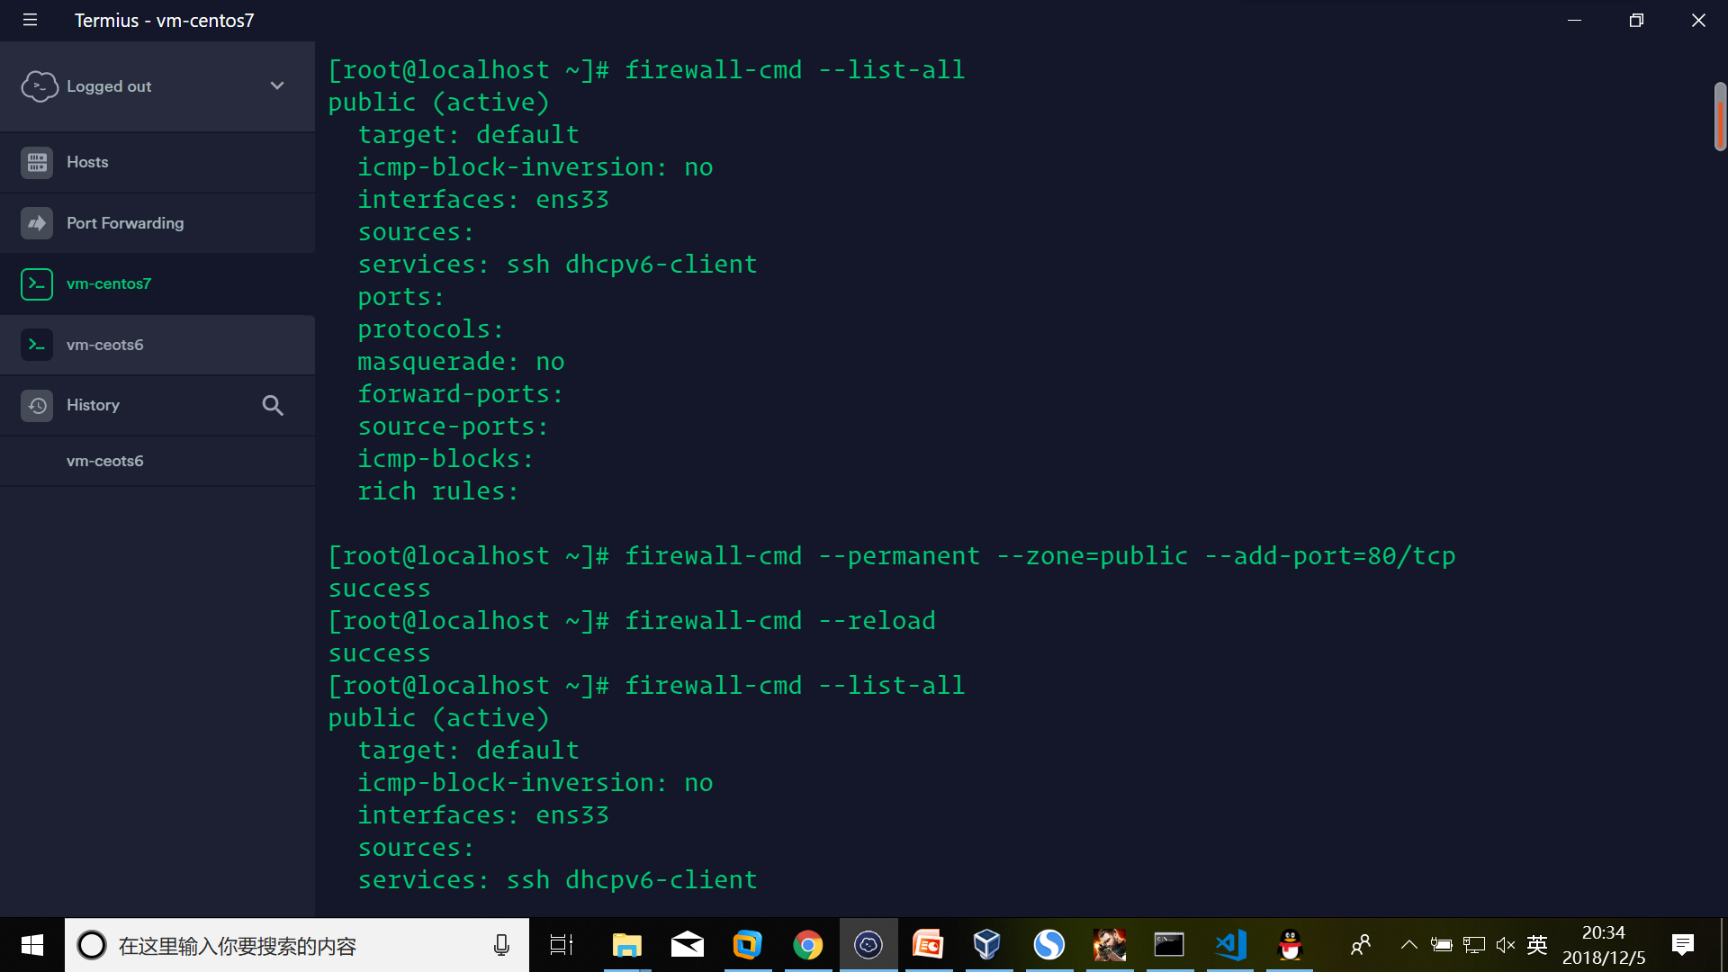 Termius - vm-centos7
Logged out
Hosts
Port Forwarding
vm-centos7
vm-ceots6
History
vm-ceots6
[root@localhost ~]# firewall-cmd --list-all
public (active)
target: default
icmp-block-inversion: no
interfaces: ens33
sources:
services: ssh dhcpv6-client
ports:
protocols:
masquerade: no
forward-ports:
source-ports:
icmp-blocks:
rich rules:
[root@localhost ~]# firewall-cmd --permanent --zone=public --add-port=80/tcp
success
[root@localhost ~]# firewall-cmd --reload
success
[root@localhost ~]# firewall-cmd --list-all
public (active)
target: default
icmp-block-inversion: no
interfaces: ens33
sources:
services: ssh dhcpv6-client
在这里输入你要搜索的内容
英
20:34
2018/12/5